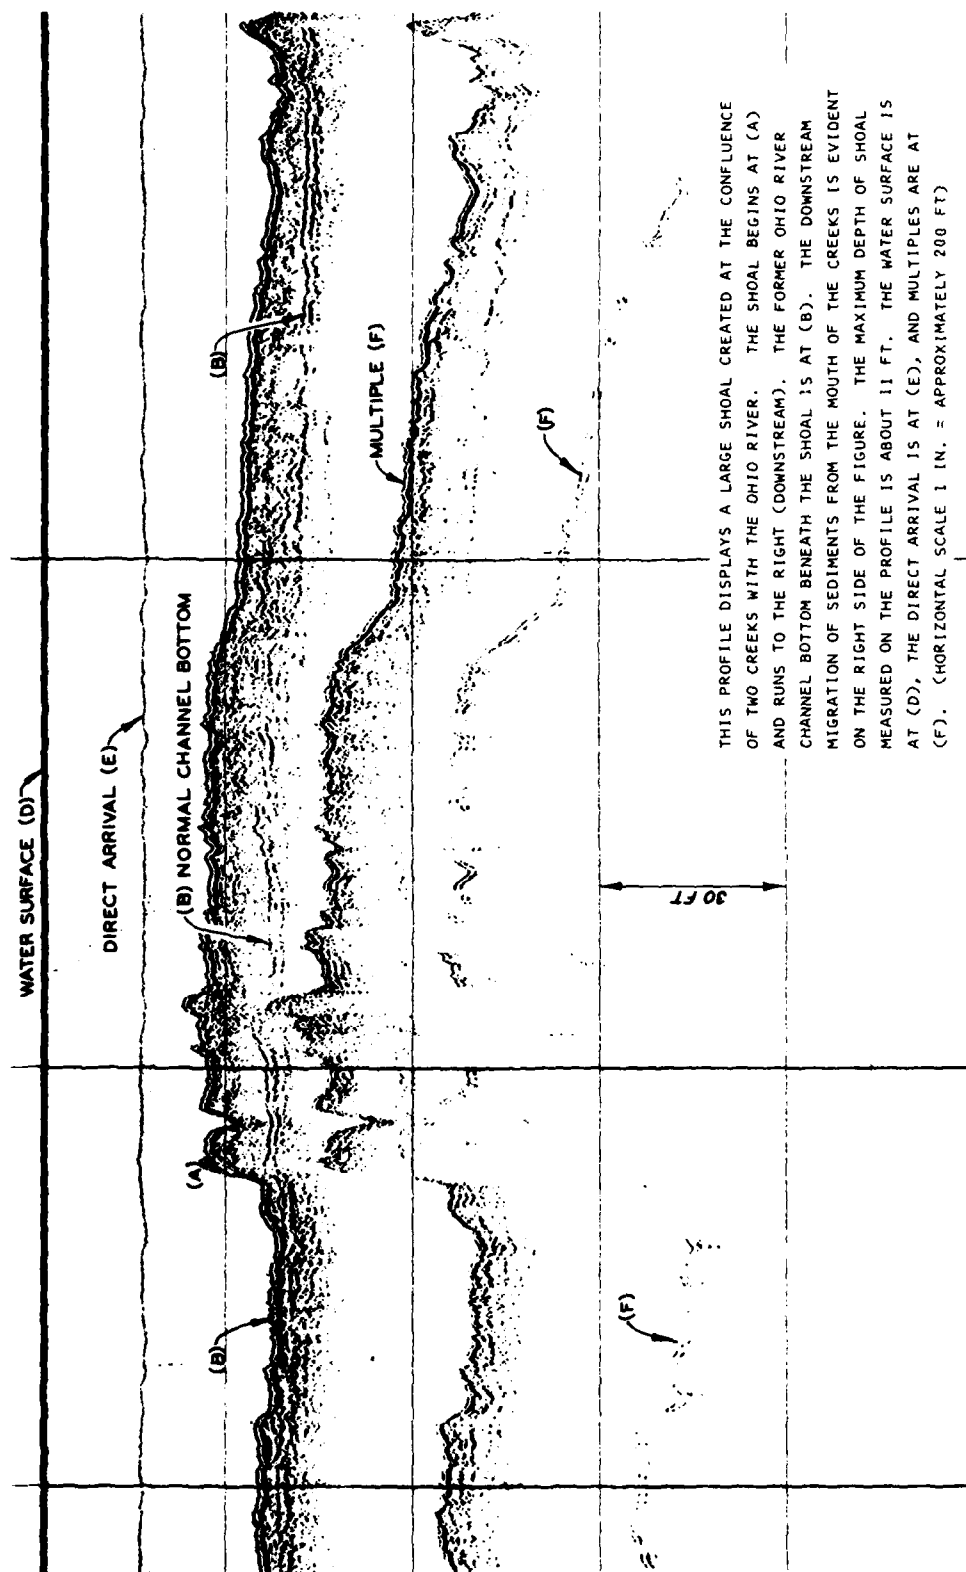 WATER SURFACE (D)
DIRECT ARRIVAL (E)
(B) NORMAL CHANNEL BOTTOM
(B)
(A)
(B)
MULTIPLE (F)
(F)
(F)
30 FT
THIS PROFILE DISPLAYS A LARGE SHOAL CREATED AT THE CONFLUENCE
OF TWO CREEKS WITH THE OHIO RIVER. THE SHOAL BEGINS AT (A)
AND RUNS TO THE RIGHT (DOWNSTREAM). THE FORMER OHIO RIVER
CHANNEL BOTTOM BENEATH THE SHOAL IS AT (B). THE DOWNSTREAM
MIGRATION OF SEDIMENTS FROM THE MOUTH OF THE CREEKS IS EVIDENT
ON THE RIGHT SIDE OF THE FIGURE. THE MAXIMUM DEPTH OF SHOAL
MEASURED ON THE PROFILE IS ABOUT 11 FT. THE WATER SURFACE IS
AT (D), THE DIRECT ARRIVAL IS AT (E), AND MULTIPLES ARE AT
(F). (HORIZONTAL SCALE 1 IN. = APPROXIMATELY 200 FT)